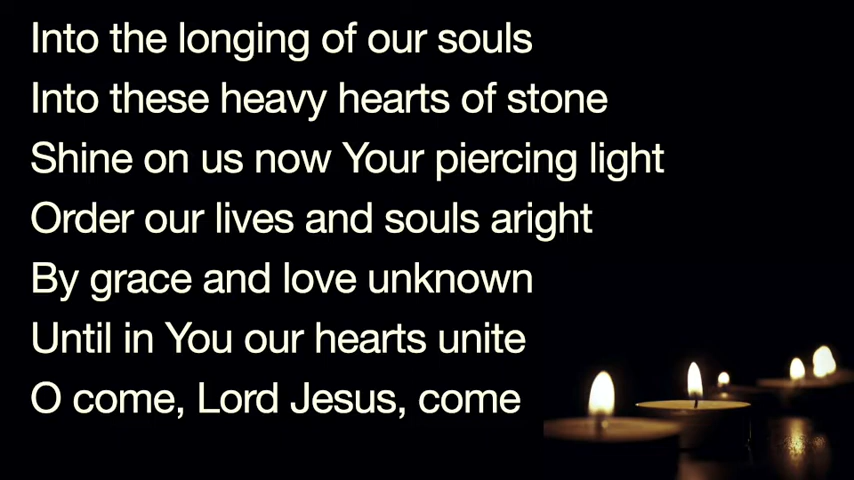 Into the longing of our souls
Into these heavy hearts of stone
Shine on us now Your piercing light
Order our lives and souls aright
By grace and love unknown
Until in You our hearts unite
O come, Lord Jesus, come